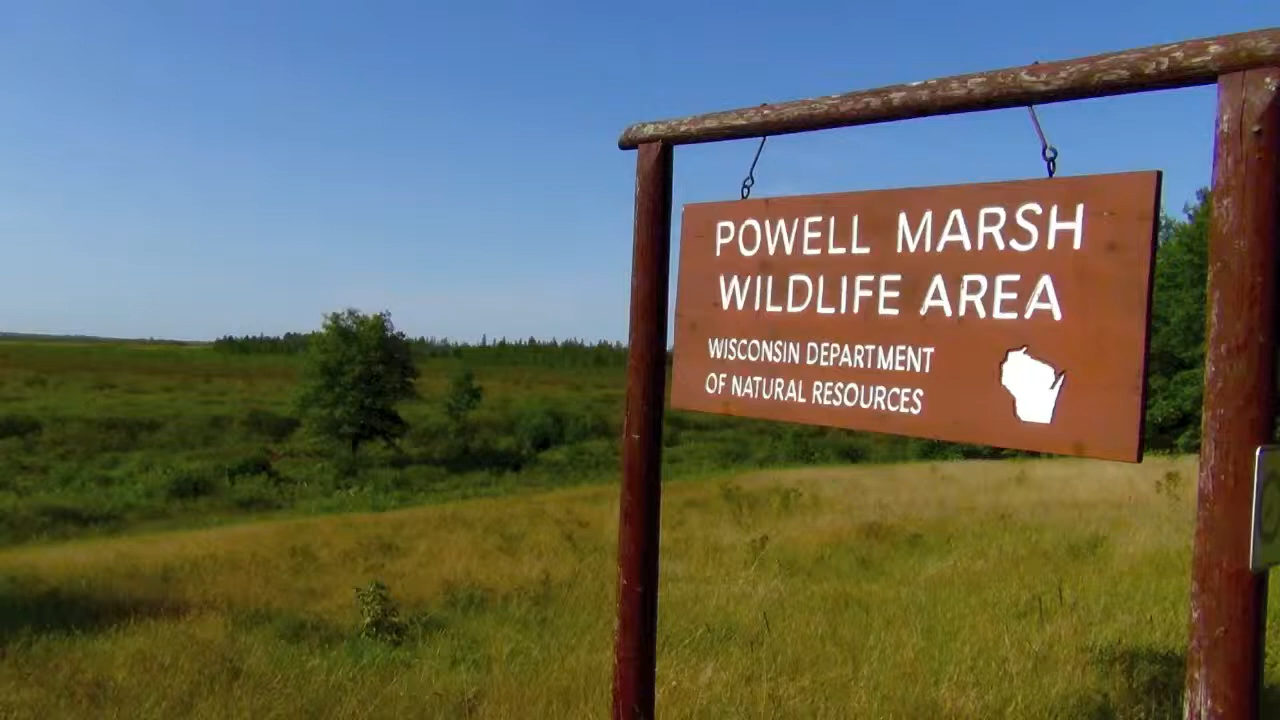 POWELL MARSH
WILDLIFE AREA
WISCONSIN DEPARTMENT
OF NATURAL RESOURCES